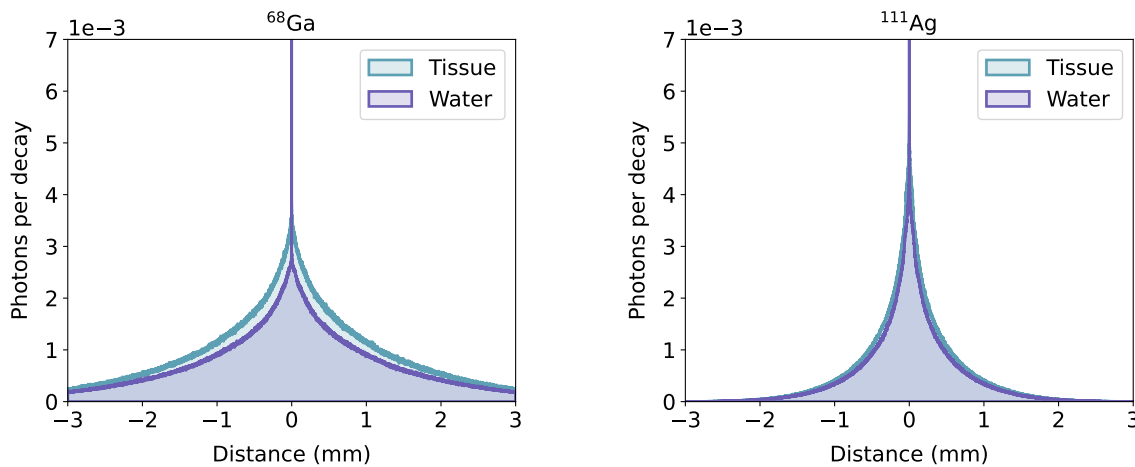 1e−3
⁶⁸Ga
7
6
5
4
3
2
1
0
Photons per decay
Tissue
Water
−3 −2 −1 0 1 2 3
Distance (mm)
1e−3
¹¹¹Ag
7
6
5
4
3
2
1
0
Photons per decay
Tissue
Water
−3 −2 −1 0 1 2 3
Distance (mm)